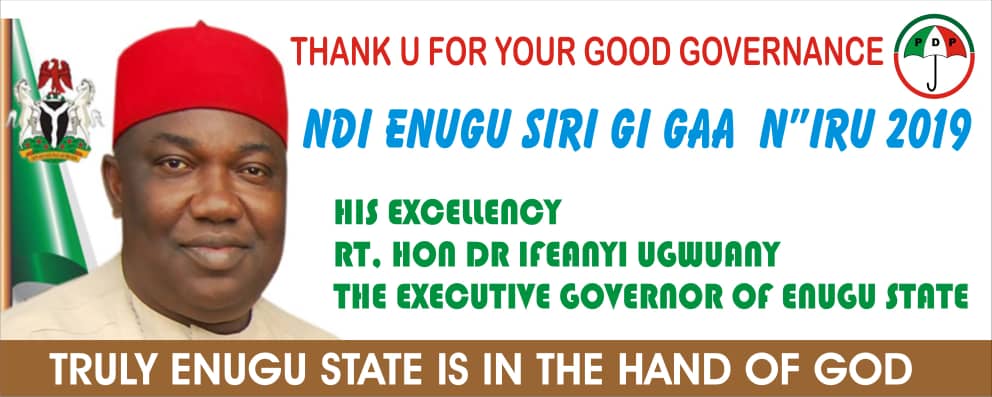 THANK U FOR YOUR GOOD GOVERNANCE
PDP
NDI ENUGU SIRI GI GAA N"IRU 2019
HIS EXCELLENCY
RT. HON DR IFEANYI UGWUANY
THE EXECUTIVE GOVERNOR OF ENUGU STATE
TRULY ENUGU STATE IS IN THE HAND OF GOD